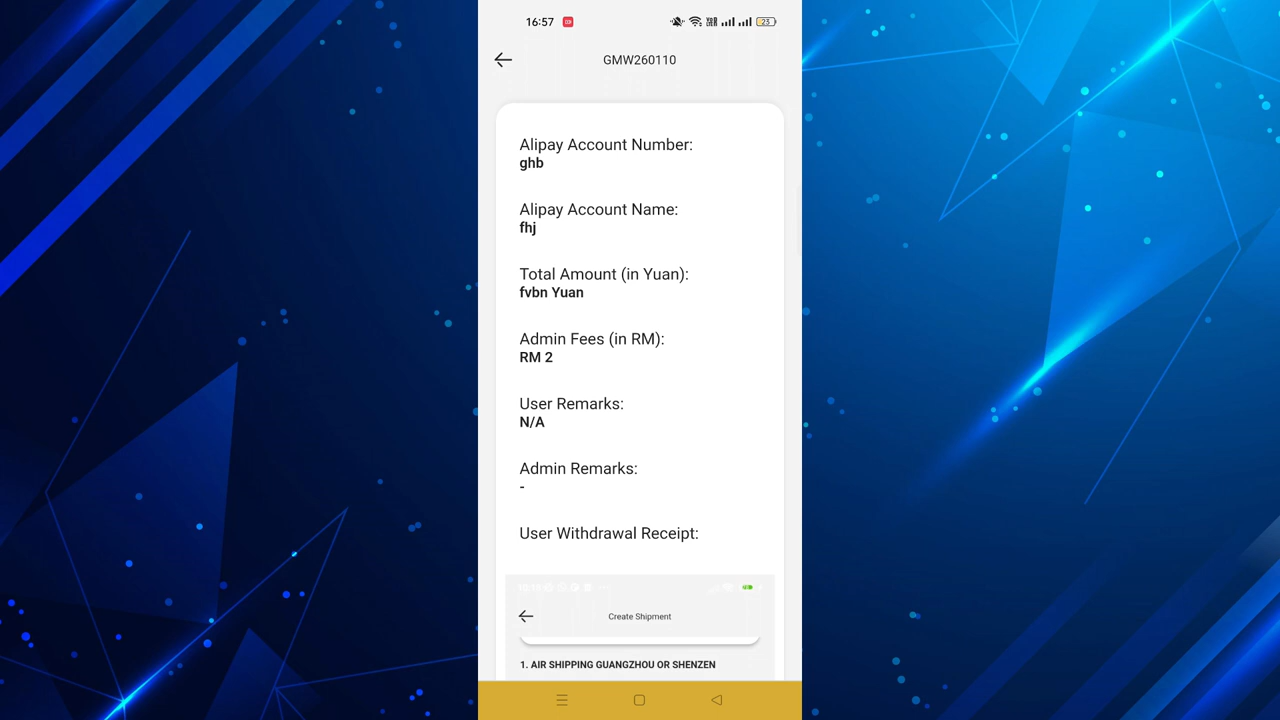 16:57
23
GMW260110
Alipay Account Number:
ghb
Alipay Account Name:
fhj
Total Amount (in Yuan):
fvbn Yuan
Admin Fees (in RM):
RM 2
User Remarks:
N/A
Admin Remarks:
-
User Withdrawal Receipt:
Create Shipment
1. AIR SHIPPING GUANGZHOU OR SHENZEN